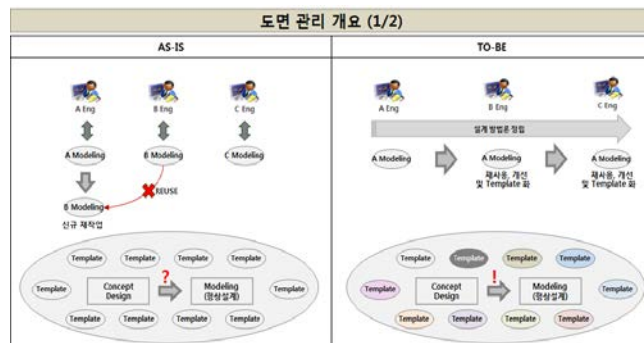 도면 관리 개요 (1/2)
AS-IS
A Eng
B Eng
C Eng
A Modeling
B Modeling
C Modeling
REUSE
B Modeling
신규 재작업
Template
Template
Template
Template
Template
Concept
Design
?
Modeling
(형상설계)
Template
Template
Template
Template
Template
TO-BE
A Eng
B Eng
C Eng
설계 방법론 정립
A Modeling
A Modeling
재사용, 개선
및 Template 화
A Modeling
재사용, 개선
및 Template 화
Template
Template
Template
Template
Template
Concept
Design
!
Modeling
(형상설계)
Template
Template
Template
Template
Template